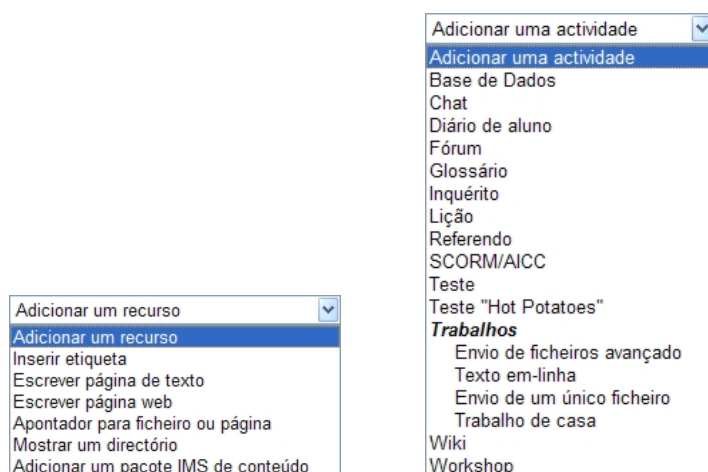 Adicionar um recurso
Adicionar um recurso
Inserir etiqueta
Escrever página de texto
Escrever página web
Apontador para ficheiro ou página
Mostrar um directório
Adicionar um pacote IMS de conteúdo
Adicionar uma actividade
Adicionar uma actividade
Base de Dados
Chat
Diário de aluno
Fórum
Glossário
Inquérito
Lição
Referendo
SCORM/AICC
Teste
Teste "Hot Potatoes"
Trabalhos
Envio de ficheiros avançado
Texto em-linha
Envio de um único ficheiro
Trabalho de casa
Wiki
Workshop